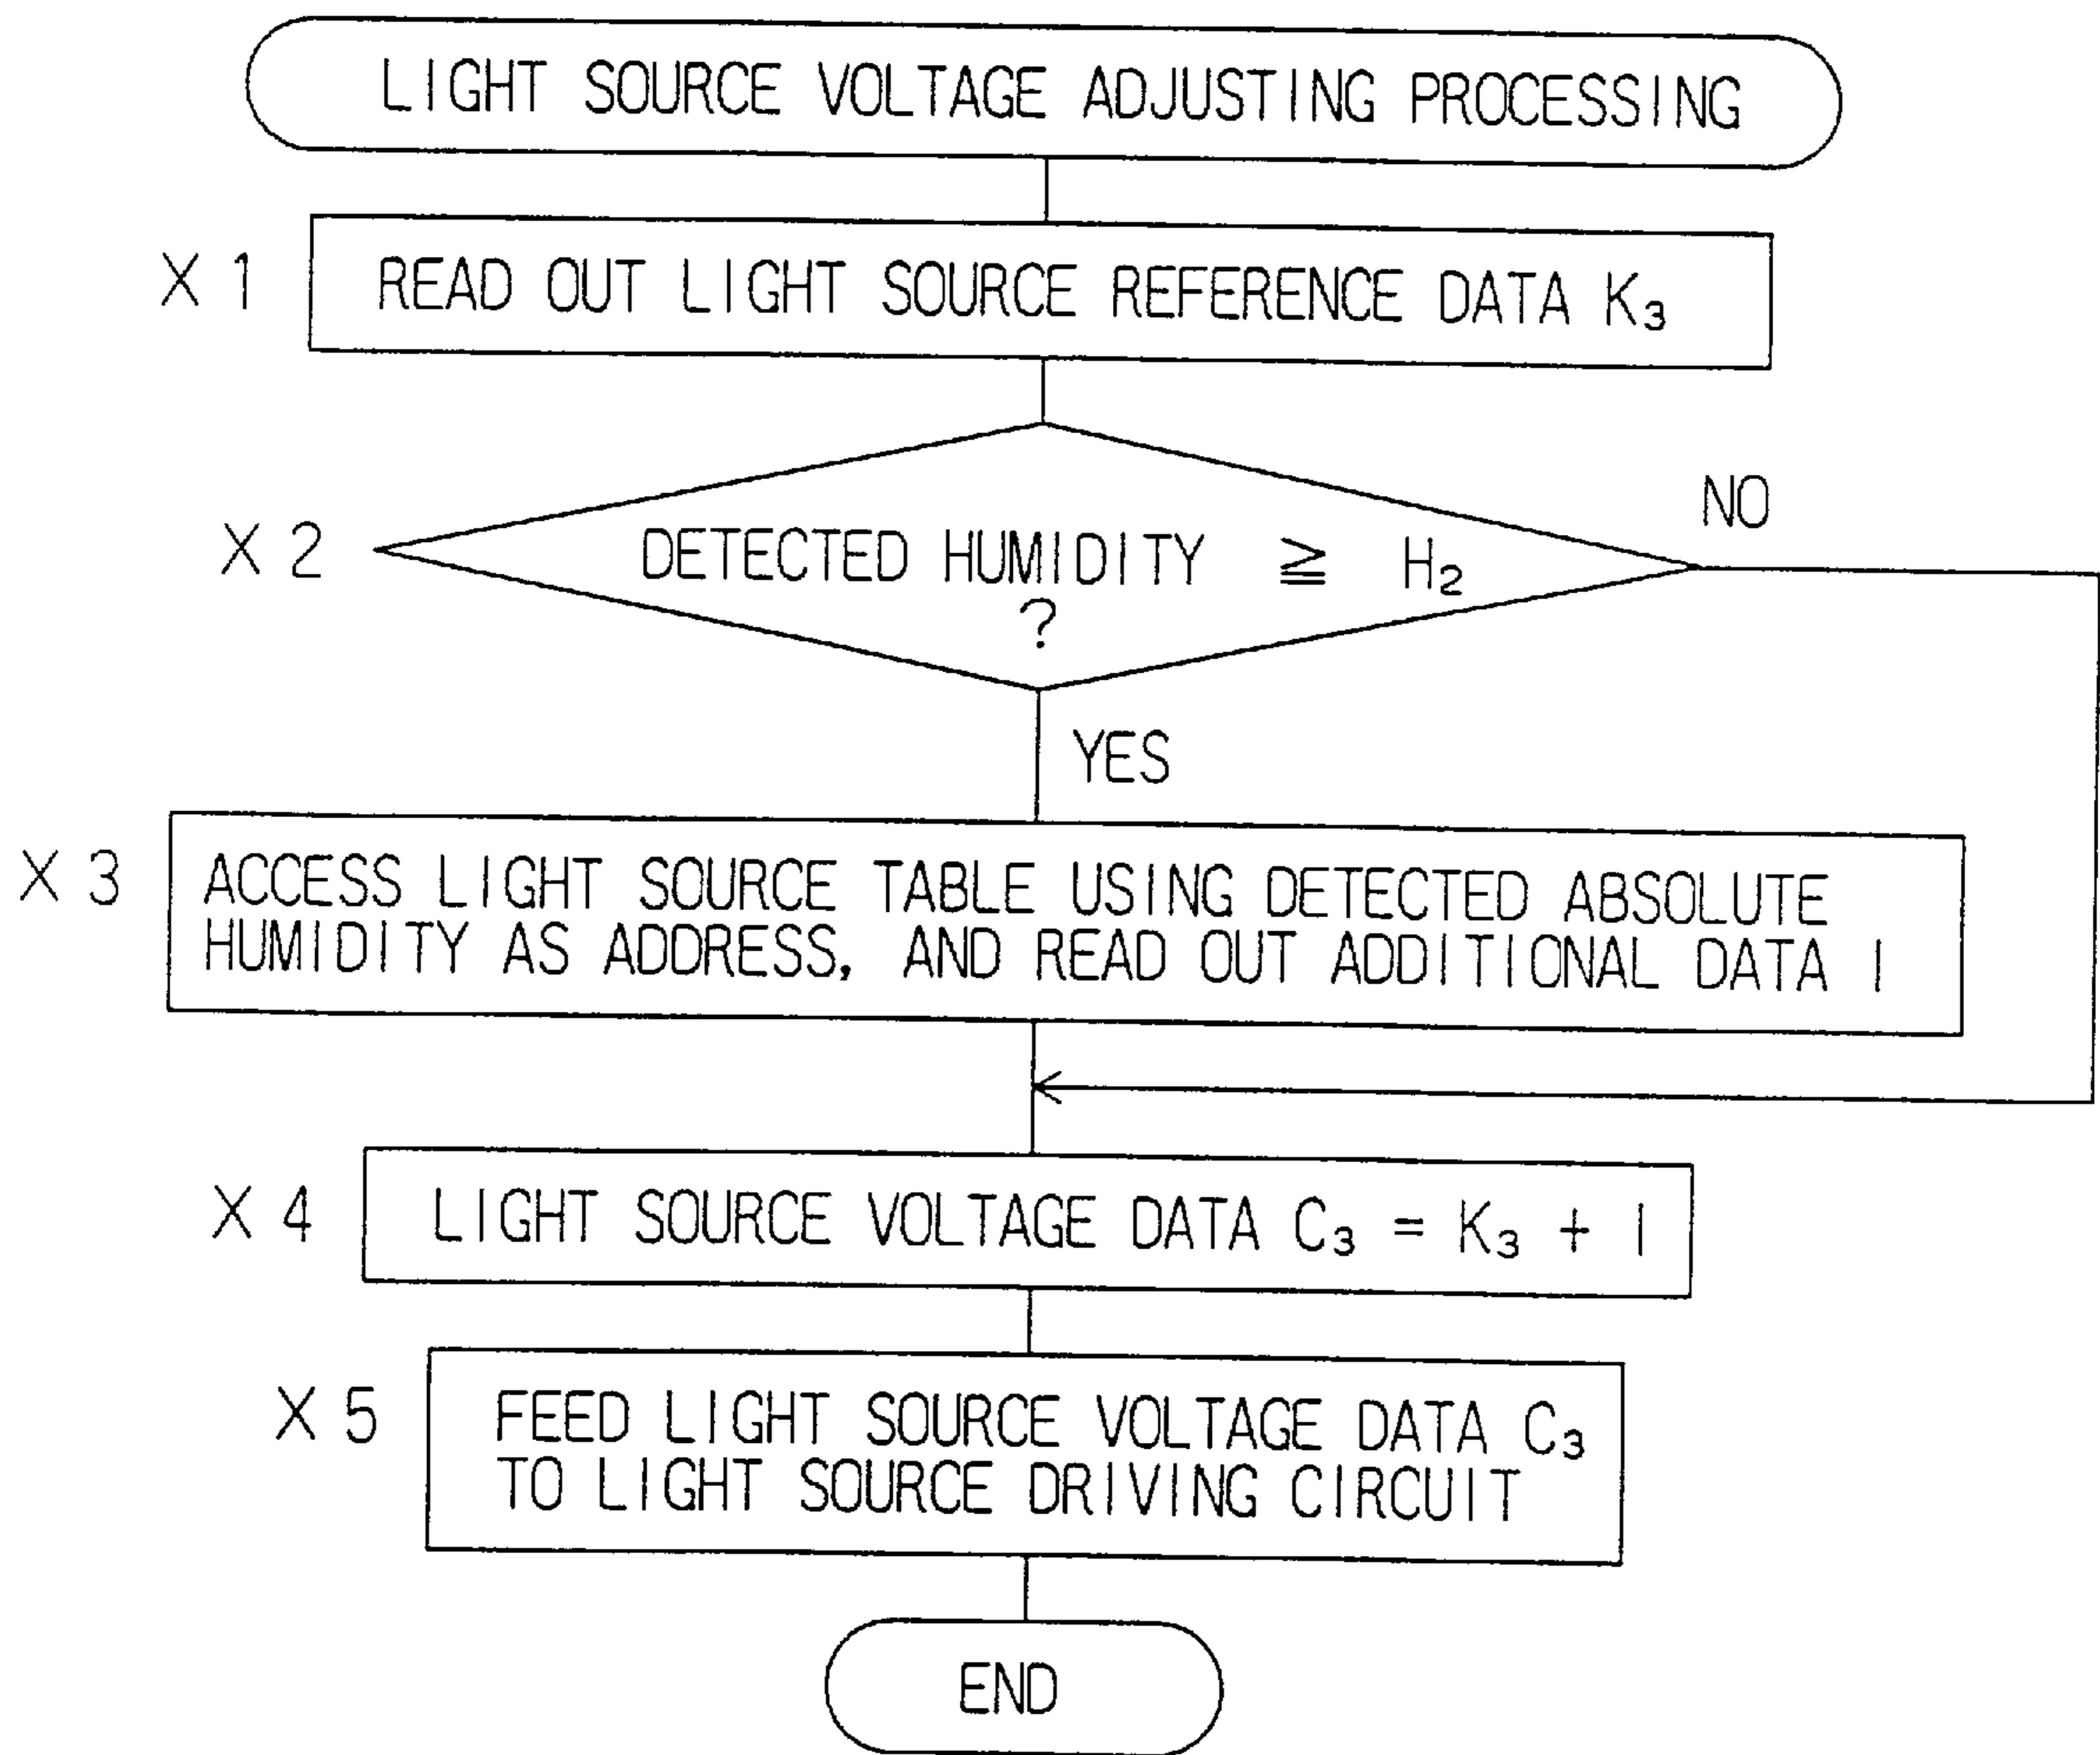 LIGHT SOURCE VOLTAGE ADJUSTING PROCESSING
X 1
READ OUT LIGHT SOURCE REFERENCE DATA K₃
X 2
DETECTED HUMIDITY ≧ H₂
?
NO
YES
X 3
ACCESS LIGHT SOURCE TABLE USING DETECTED ABSOLUTE
HUMIDITY AS ADDRESS, AND READ OUT ADDITIONAL DATA I
X 4
LIGHT SOURCE VOLTAGE DATA C₃ = K₃ + I
X 5
FEED LIGHT SOURCE VOLTAGE DATA C₃
TO LIGHT SOURCE DRIVING CIRCUIT
END